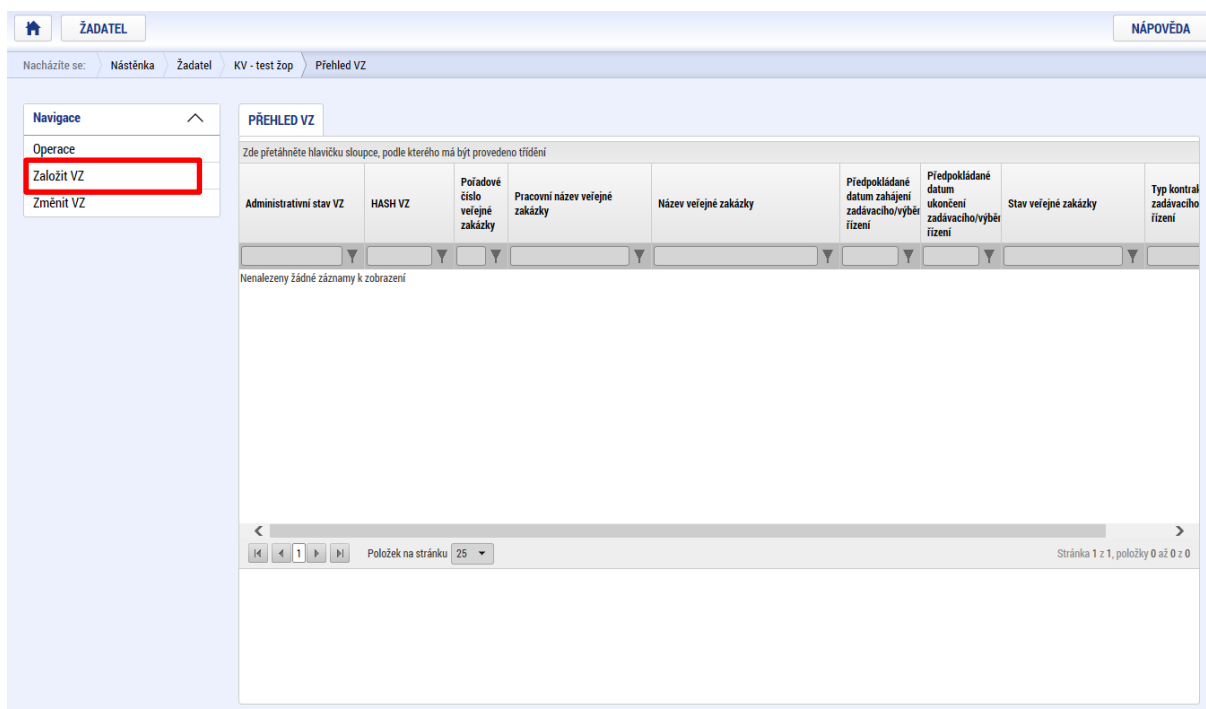 ŽADATEL
NÁPOVĚDA
Nacházíte se: Nástěnka Žadatel KV - test žop Přehled VZ
Navigace
Operace
Založit VZ
Změnit VZ
PŘEHLED VZ
Zde přetáhněte hlavičku sloupce, podle kterého má být provedeno třídění
Administrativní stav VZ
HASH VZ
Pořadové
číslo
veřejné
zakázky
Pracovní název veřejné
zakázky
Název veřejné zakázky
Předpokládané
datum zahájení
zadávacího/výběr
řízení
Předpokládané
datum
ukončení
zadávacího/výběr
řízení
Stav veřejné zakázky
Typ kontrak
zadávacího
řízení
Nenalezeny žádné záznamy k zobrazení
1 Položek na stránku 25
Stránka 1 z 1, položky 0 až 0 z 0